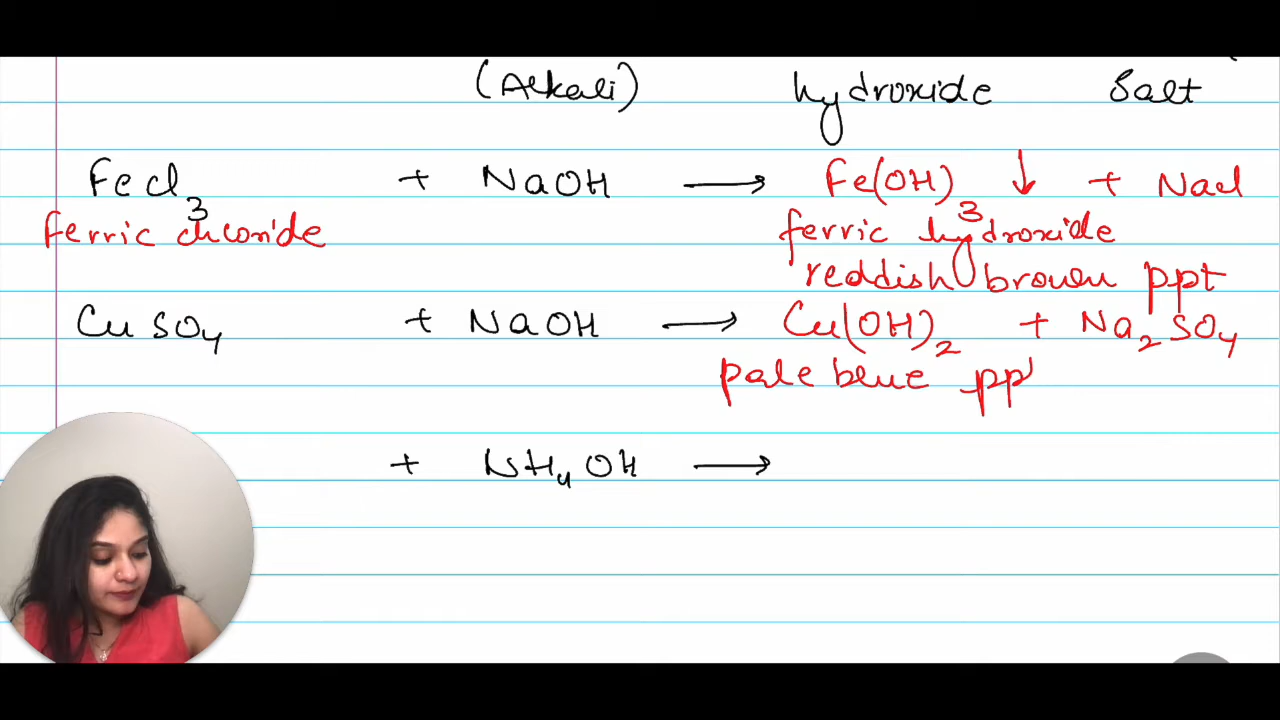 (Alkali) hydroxide Salt
FeCl3 + NaOH → Fe(OH)3 ↓ + NaCl
ferric chloride ferric hydroxide
reddish brown ppt
CuSO4 + NaOH → Cu(OH)2 + Na2SO4
pale blue pp
+ NH4OH →